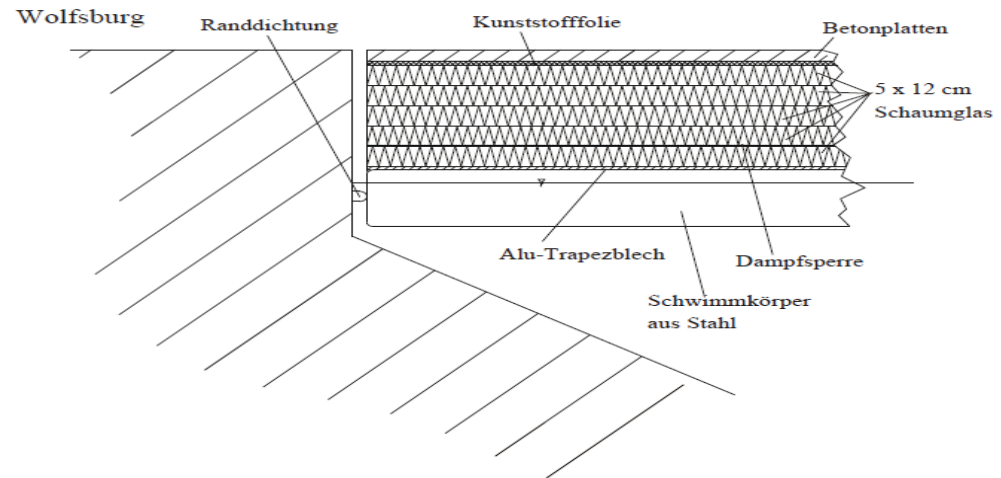 Wolfsburg
Randdichtung
Kunststofffolie
Betonplatten
5 x 12 cm
Schaumglas
Alu-Trapezblech
Dampfsperre
Schwimmkörper
aus Stahl